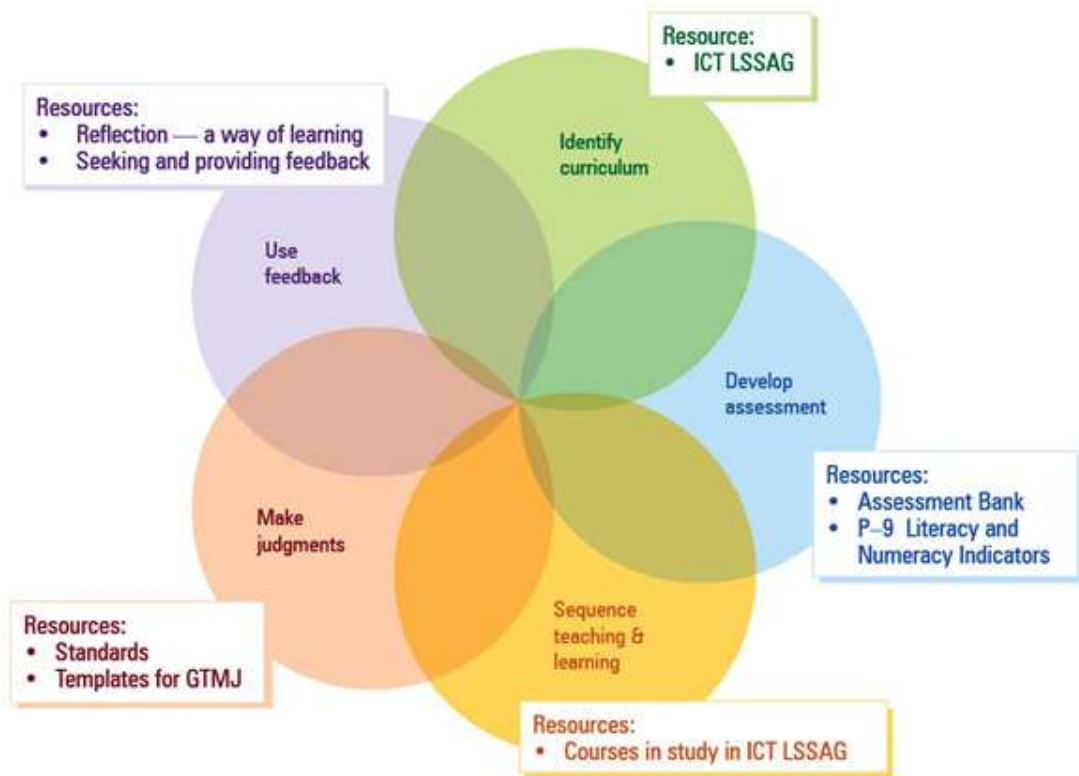 Resource:
• ICT LSSAG
Identify
curriculum
Resources:
• Reflection — a way of learning
• Seeking and providing feedback
Use
feedback
Develop
assessment
Resources:
• Assessment Bank
• P–9 Literacy and
Numeracy Indicators
Make
judgments
Resources:
• Standards
• Templates for GTMJ
Sequence
teaching &
learning
Resources:
• Courses in study in ICT LSSAG